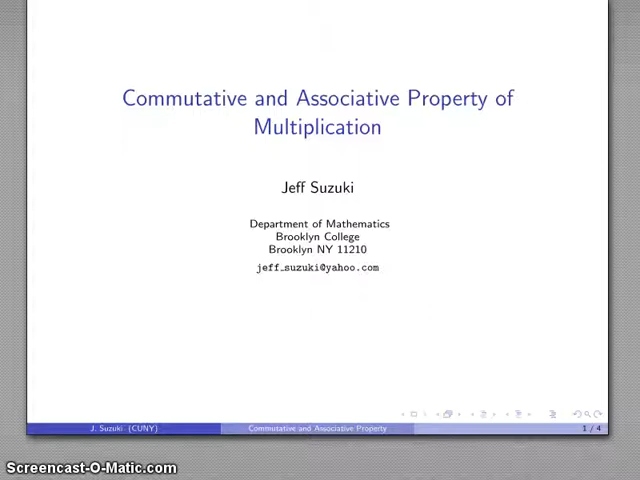 Commutative and Associative Property of
Multiplication
Jeff Suzuki
Department of Mathematics
Brooklyn College
Brooklyn NY 11210
jeff_suzuki@yahoo.com
J. Suzuki (CUNY)
Commutative and Associative Property
1 / 4
Screencast-O-Matic.com